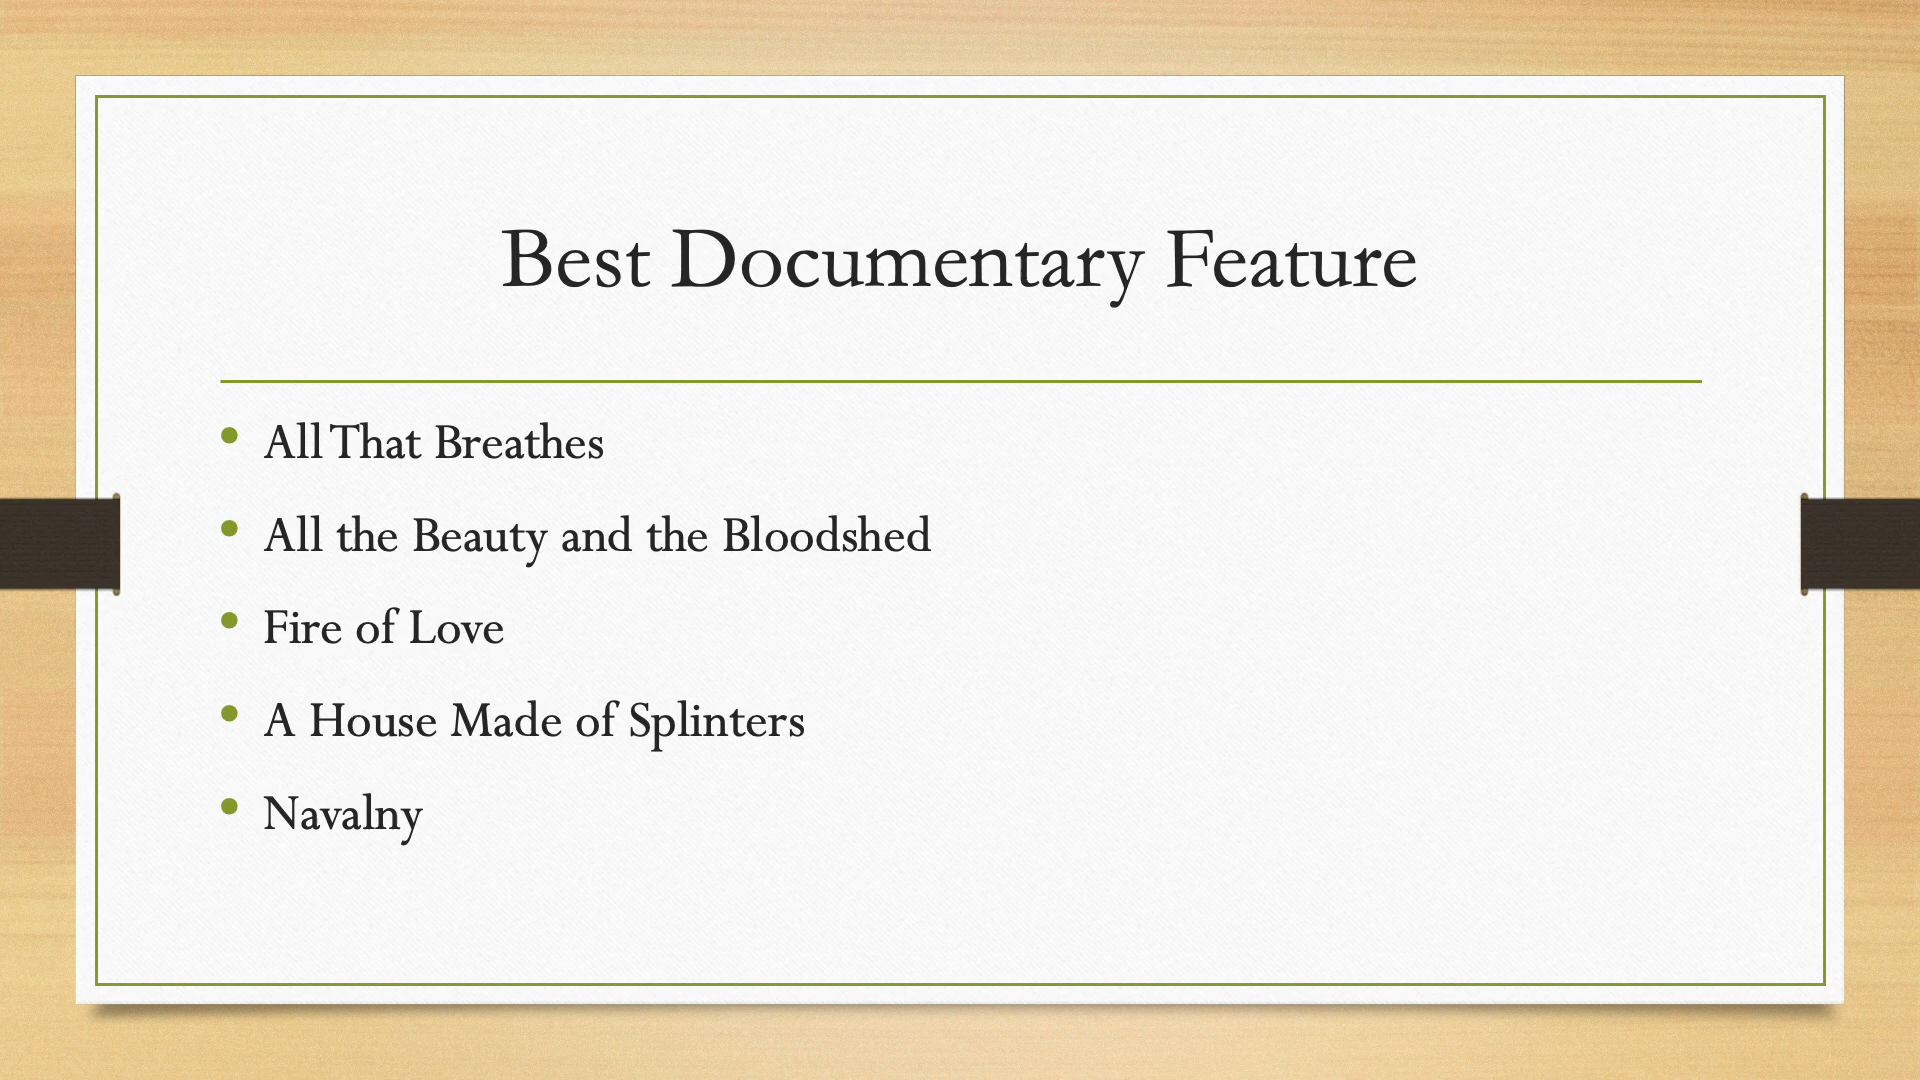 Best Documentary Feature
• All That Breathes
• All the Beauty and the Bloodshed
• Fire of Love
• A House Made of Splinters
• Navalny